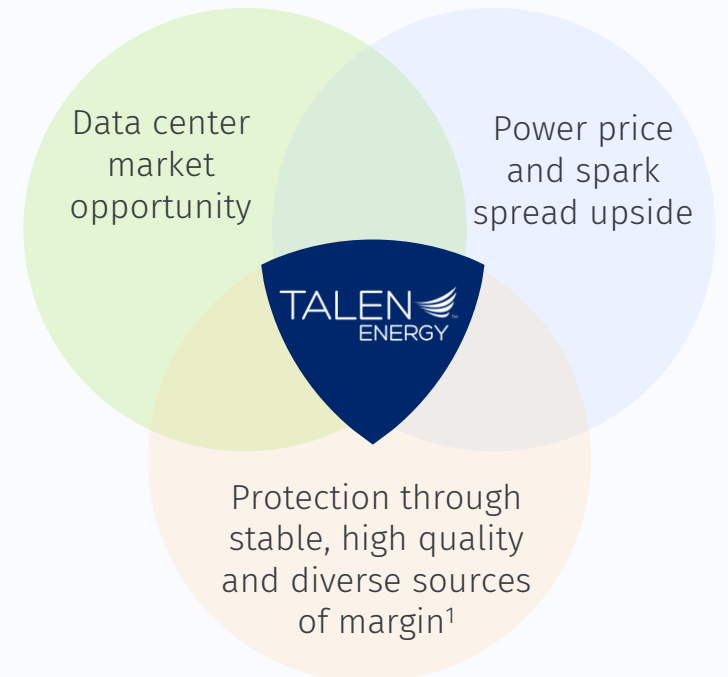 Data center
market
opportunity
Power price
and spark
spread upside
TALEN
ENERGY
Protection through
stable, high quality
and diverse sources
of margin¹